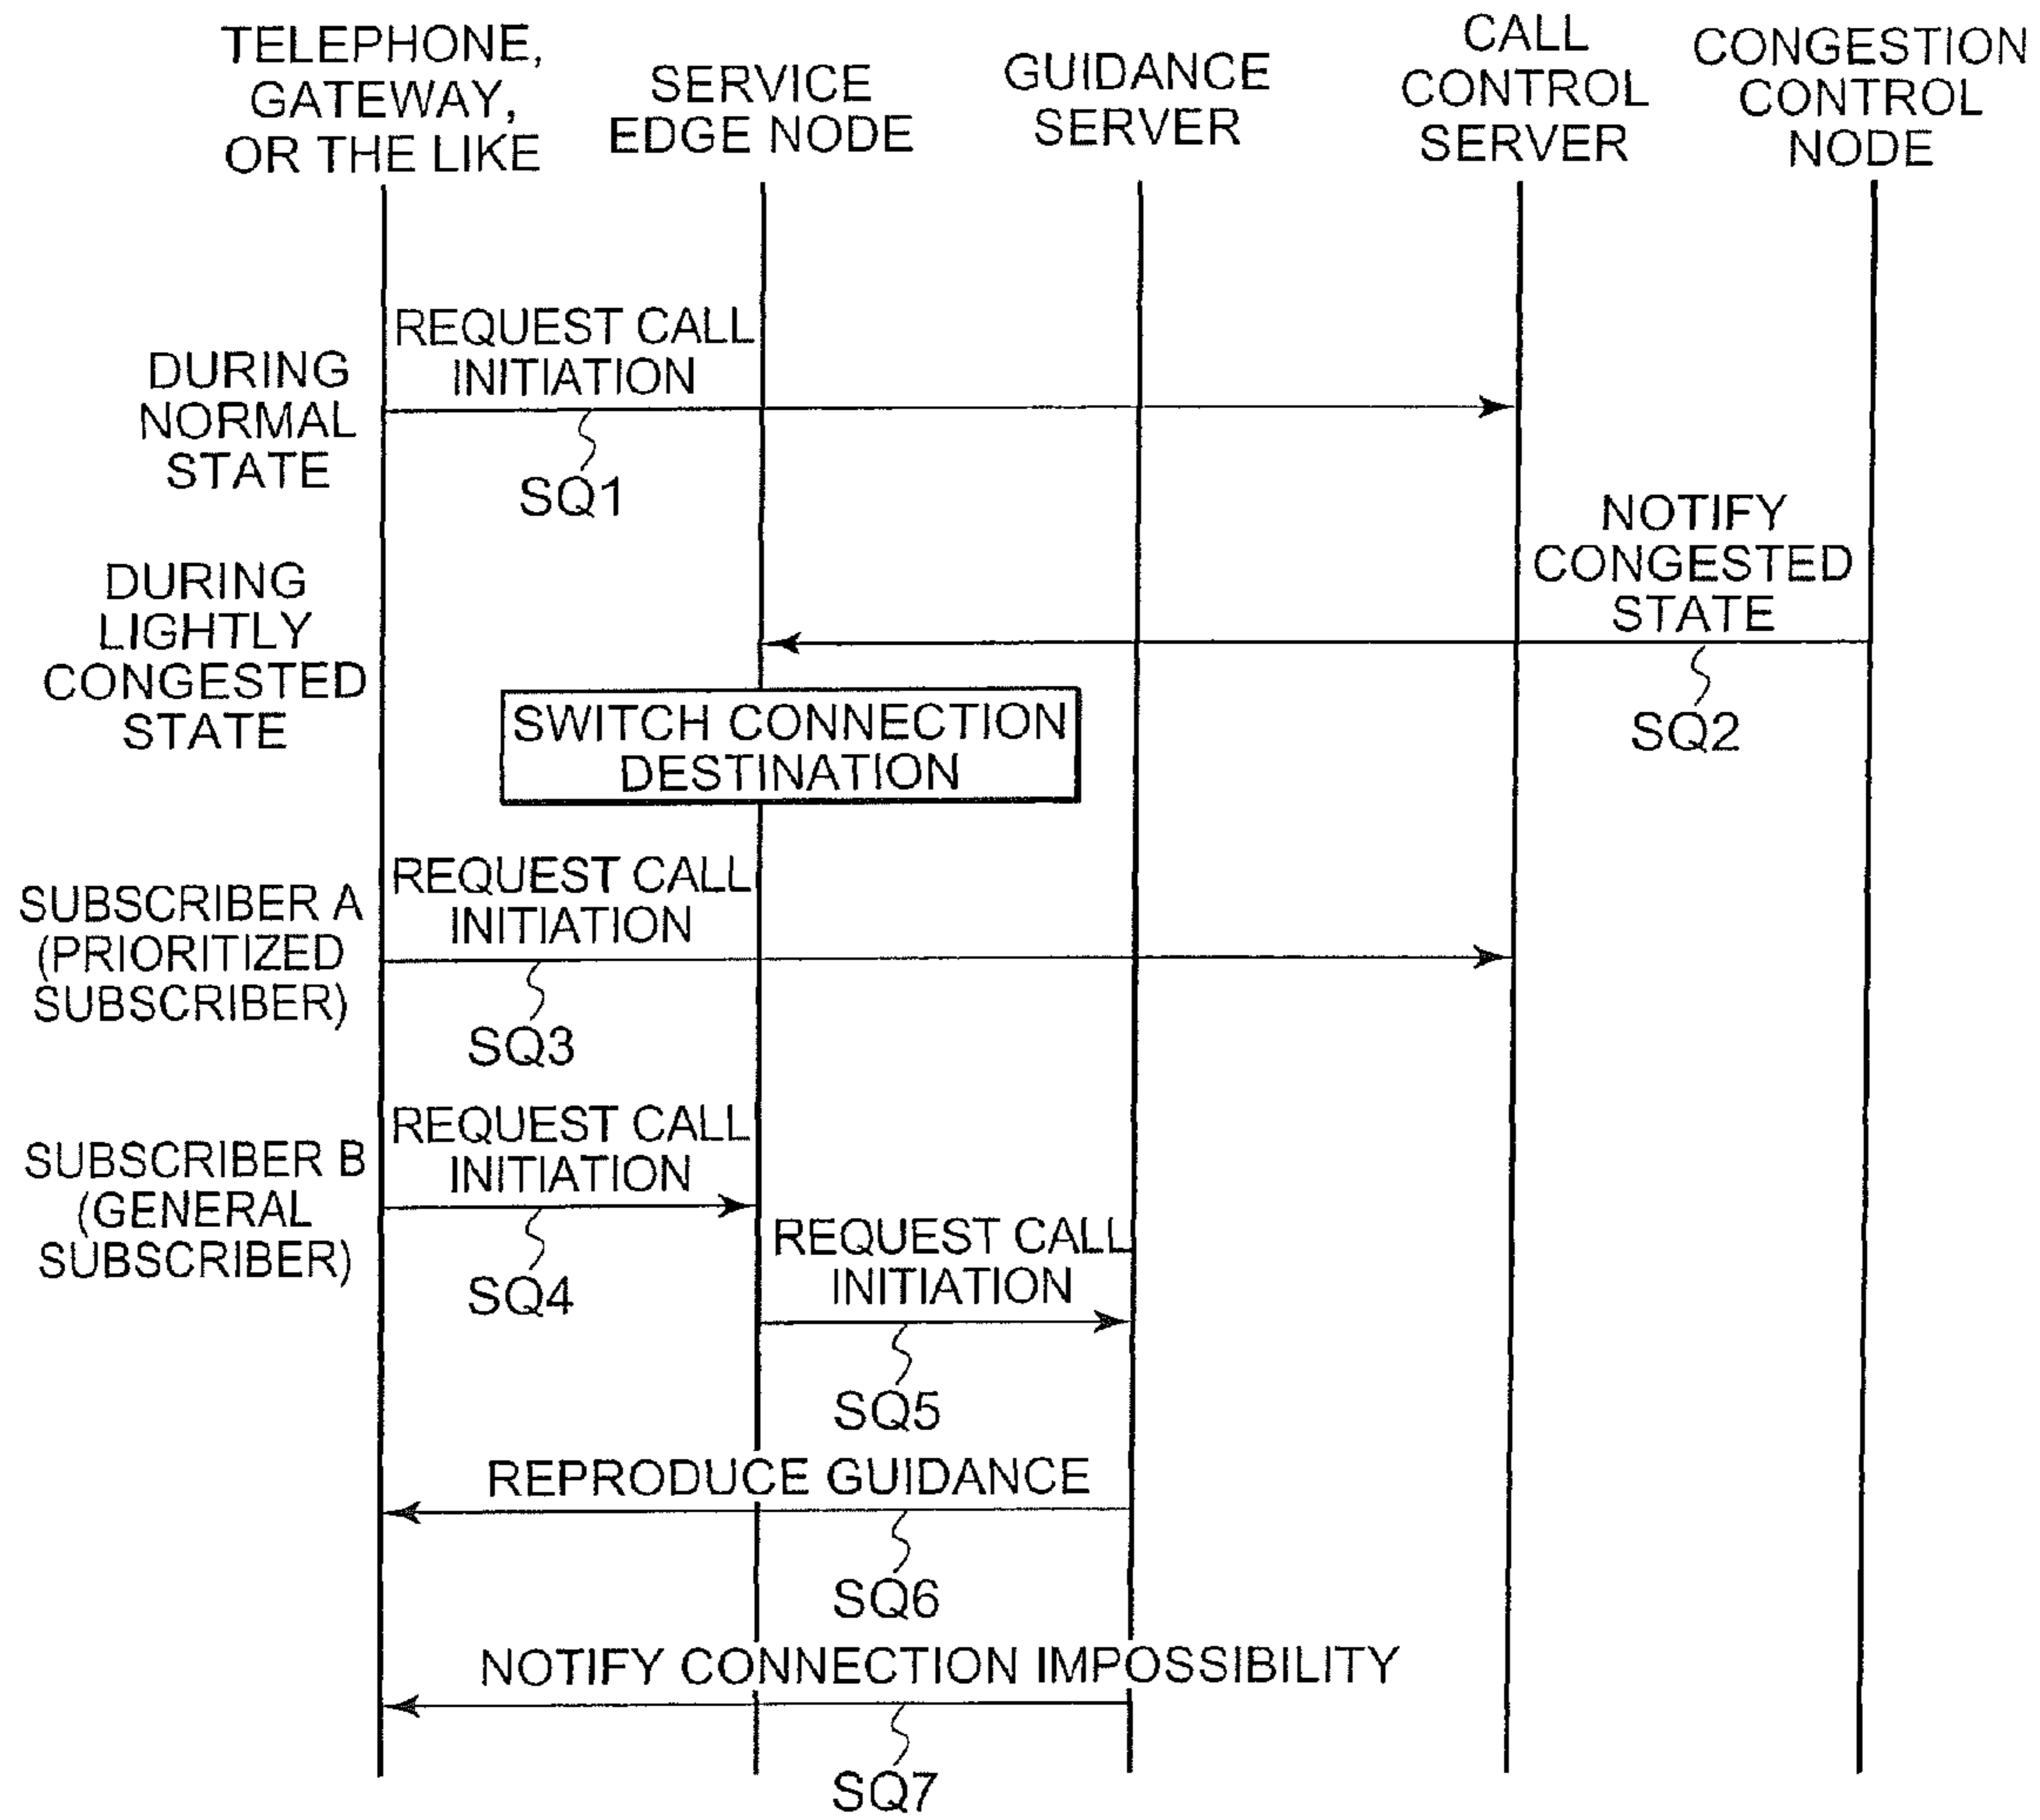 TELEPHONE,
GATEWAY,
OR THE LIKE
SERVICE
EDGE NODE
GUIDANCE
SERVER
CALL
CONTROL
SERVER
CONGESTION
CONTROL
NODE
DURING
NORMAL
STATE
REQUEST CALL
INITIATION
SQ1
NOTIFY
CONGESTED
STATE
SQ2
DURING
LIGHTLY
CONGESTED
STATE
SWITCH CONNECTION
DESTINATION
SUBSCRIBER A
(PRIORITIZED
SUBSCRIBER)
REQUEST CALL
INITIATION
SQ3
SUBSCRIBER B
(GENERAL
SUBSCRIBER)
REQUEST CALL
INITIATION
SQ4
REQUEST CALL
INITIATION
SQ5
REPRODUCE GUIDANCE
SQ6
NOTIFY CONNECTION IMPOSSIBILITY
SQ7